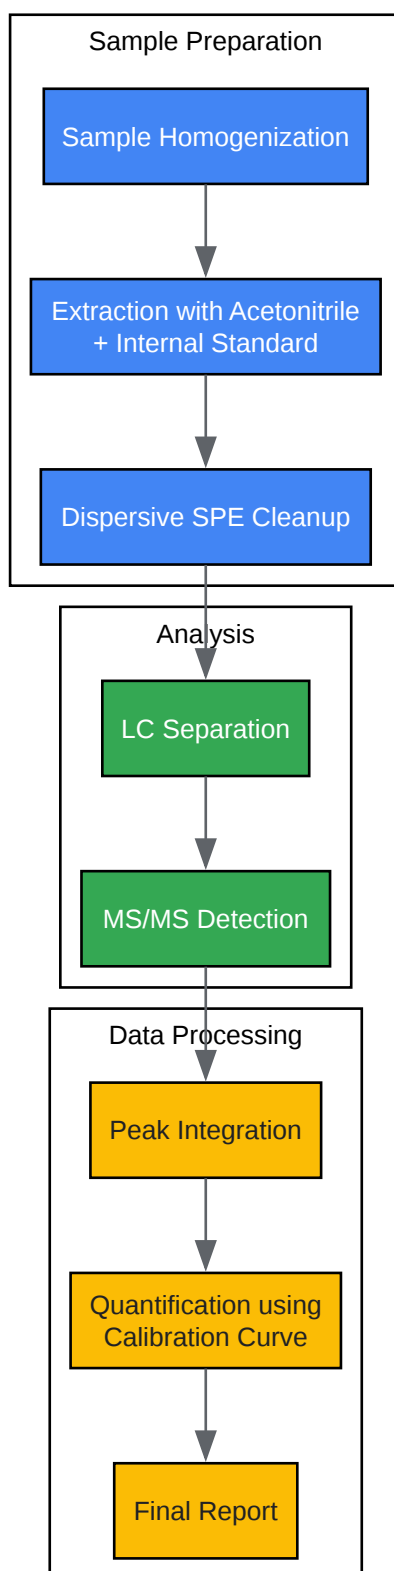 Sample Preparation
Sample Homogenization
Extraction with Acetonitrile
+ Internal Standard
Dispersive SPE Cleanup
Analysis
LC Separation
MS/MS Detection
Data Processing
Peak Integration
Quantification using
Calibration Curve
Final Report